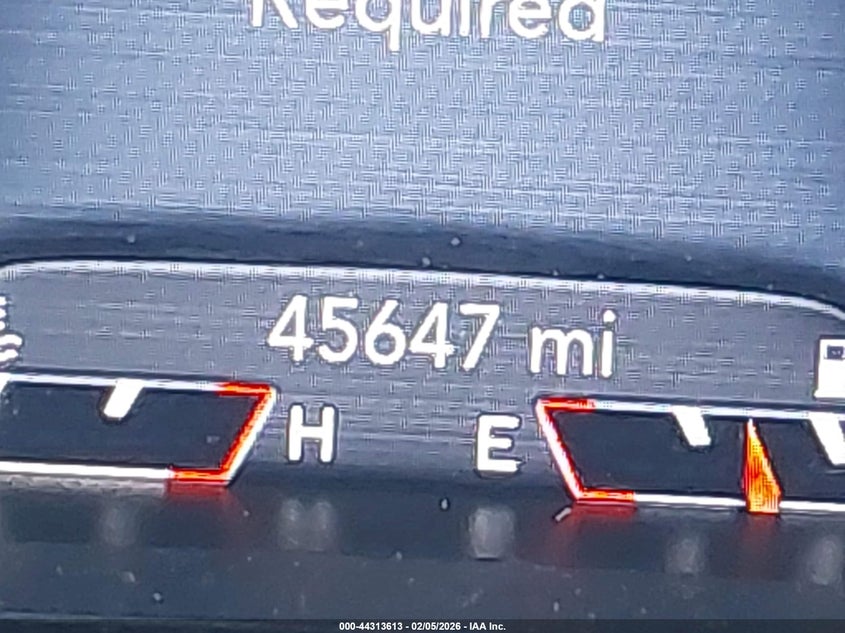 Required
45647 mi
H E
000-44313613 - 02/05/2026 - IAA Inc.